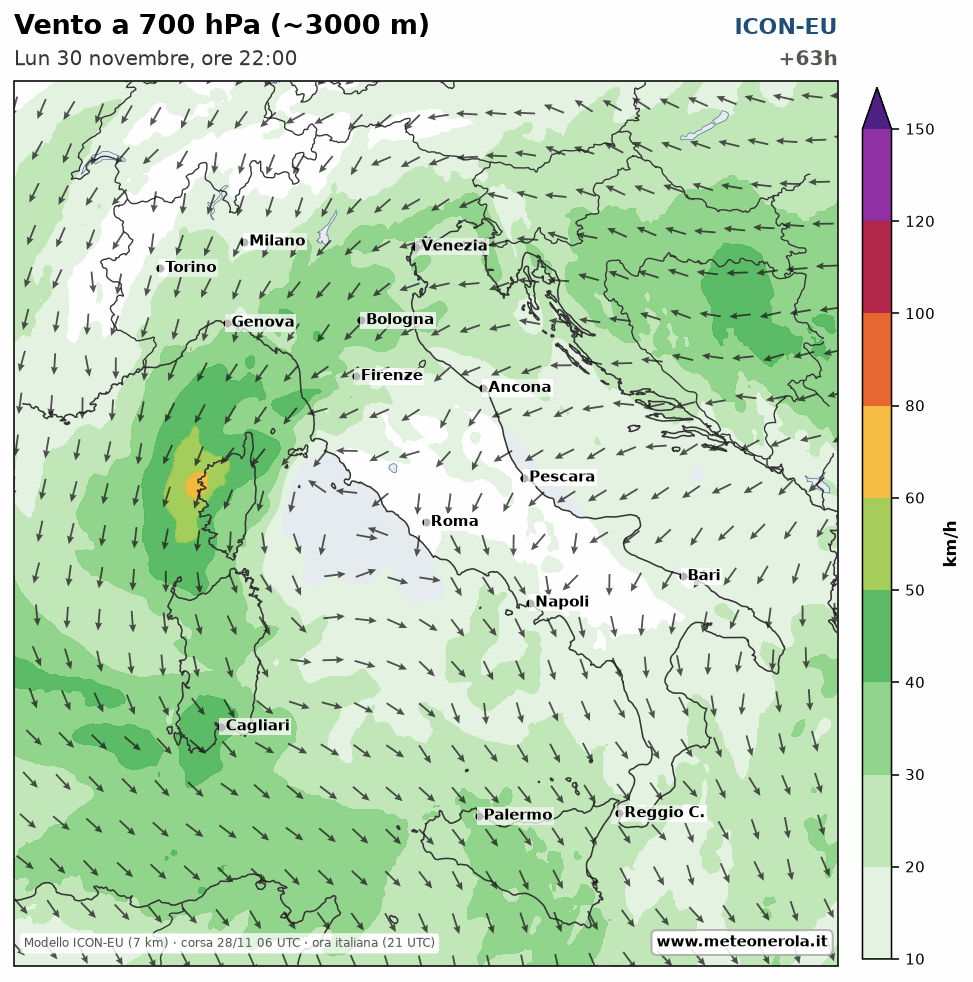 Vento a 700 hPa (~3000 m)
ICON-EU
Lun 30 novembre, ore 22:00
+63h
Milano
Venezia
Torino
Genova
Bologna
Firenze
Ancona
Pescara
Roma
Bari
Napoli
Cagliari
Palermo
Reggio C.
150
120
100
80
60
50
40
30
20
10
km/h
Modello ICON-EU (7 km) · corsa 28/11 06 UTC · ora italiana (21 UTC)
www.meteonerola.it